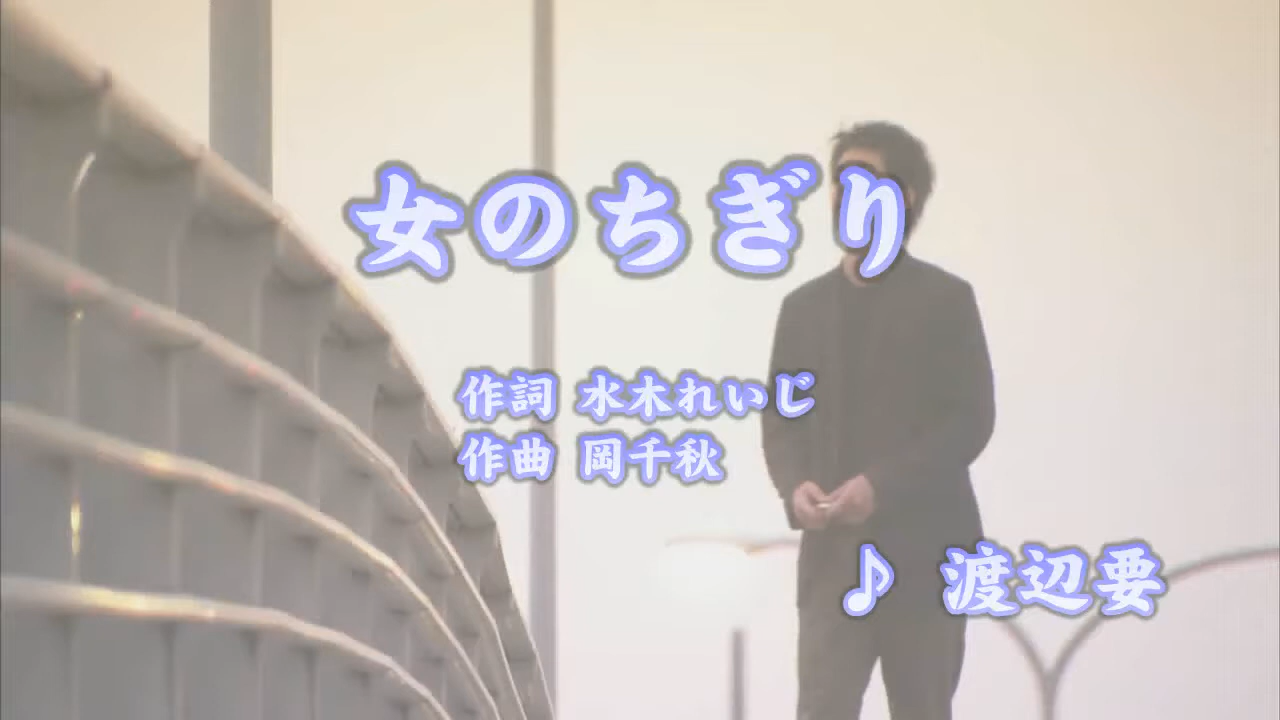 女のちぎり
作詞 水木れいじ
作曲 岡千秋
♪ 渡辺要